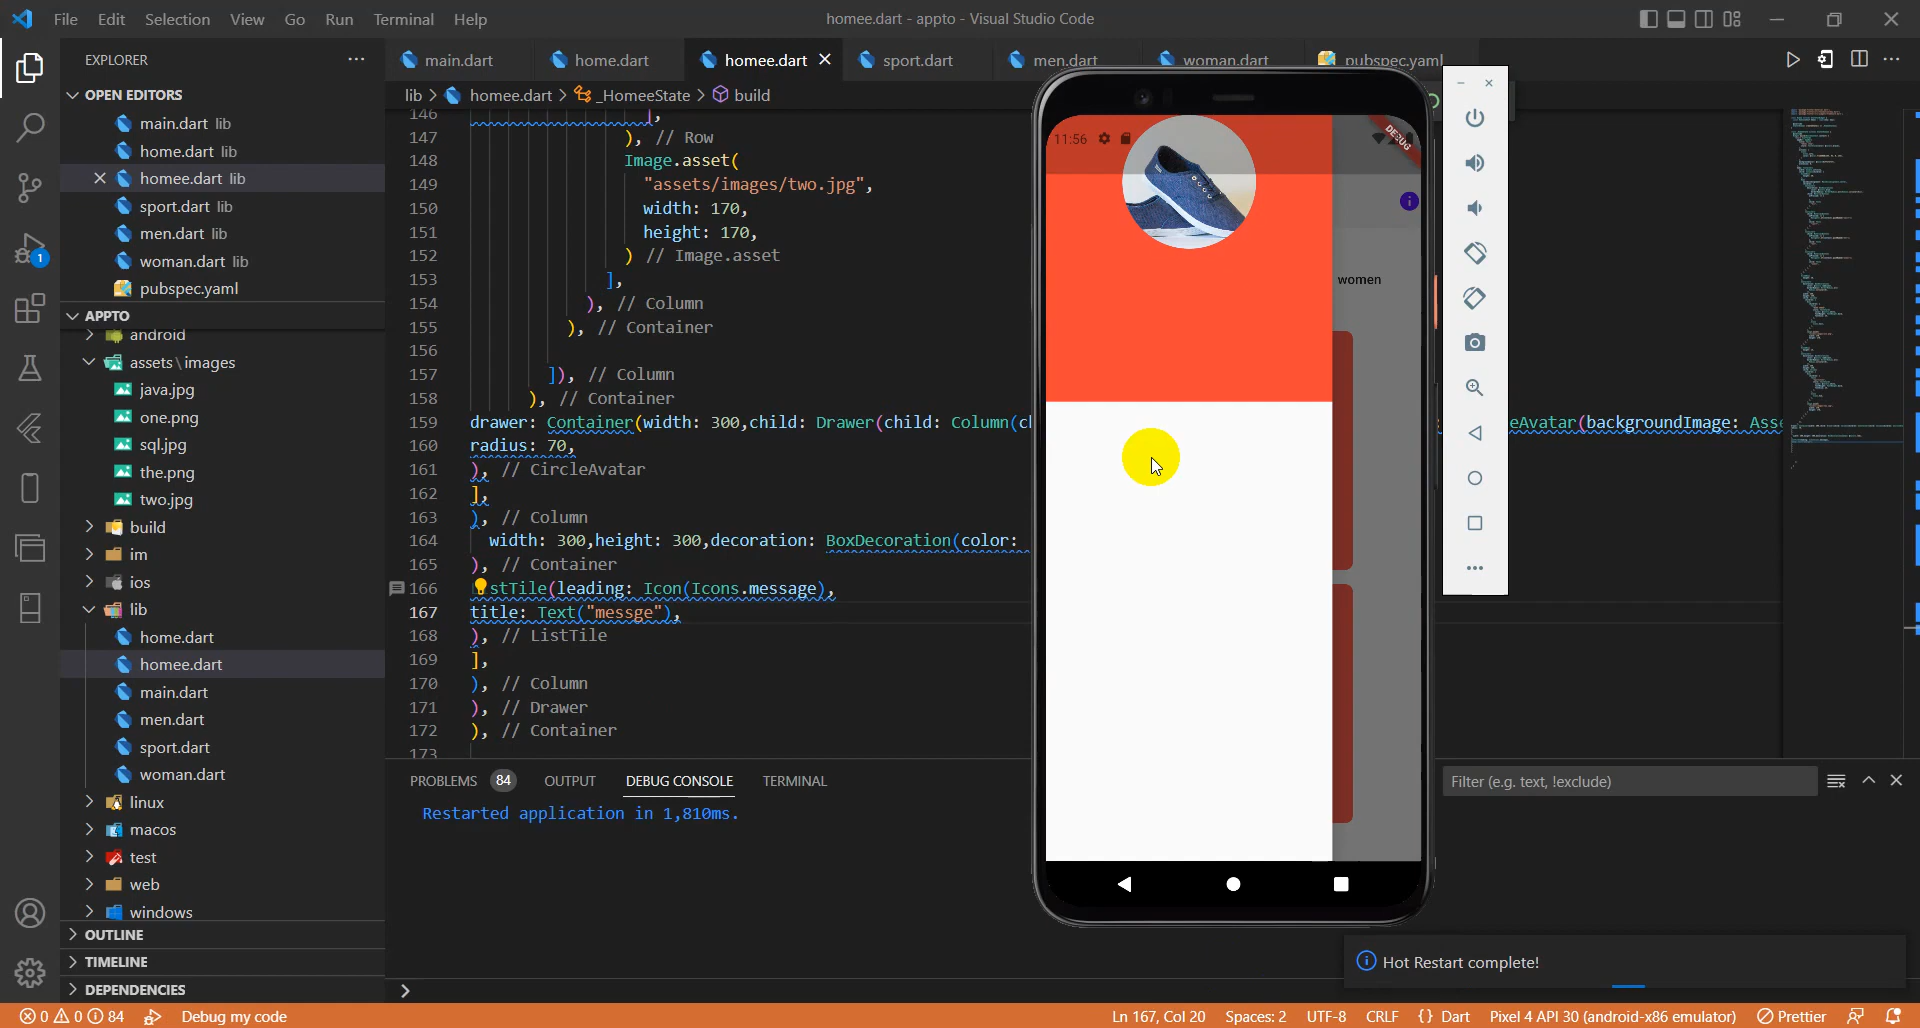 File Edit Selection View Go Run Terminal Help
homee.dart - appto - Visual Studio Code
EXPLORER
main.dart
home.dart
homee.dart
sport.dart
men.dart
woman.dart
pubspec.yaml
OPEN EDITORS
main.dart lib
home.dart lib
homee.dart lib
sport.dart lib
men.dart lib
woman.dart lib
pubspec.yaml
APPTO
android
assets\images
java.jpg
one.png
sql.jpg
the.png
two.jpg
build
im
ios
lib
home.dart
homee.dart
main.dart
men.dart
sport.dart
woman.dart
linux
macos
test
web
windows
OUTLINE
TIMELINE
DEPENDENCIES
1
lib > homee.dart > _HomeeState > build
146 ],
147 ), // Row
148 Image.asset(
149 "assets/images/two.jpg",
150 width: 170,
151 height: 170,
152 ) // Image.asset
153 ],
154 ), // Column
155 ), // Container
156
157 ]), // Column
158 ), // Container
159 drawer: Container(width: 300,child: Drawer(child: Column(ch
eAvatar(backgroundImage: Asse
160 radius: 70,
161 ), // CircleAvatar
162 ],
163 ), // Column
164 width: 300,height: 300,decoration: BoxDecoration(color:
165 ), // Container
166 stTile(leading: Icon(Icons.message),
167 title: Text("messge"),
168 ), // ListTile
169 ],
170 ), // Column
171 ), // Drawer
172 ), // Container
173
11:56
DEBUG
women
PROBLEMS 84 OUTPUT DEBUG CONSOLE TERMINAL
Filter (e.g. text, !exclude)
Restarted application in 1,810ms.
Hot Restart complete!
0 0 84 Debug my code
Ln 167, Col 20 Spaces: 2 UTF-8 CRLF {} Dart Pixel 4 API 30 (android-x86 emulator) Prettier